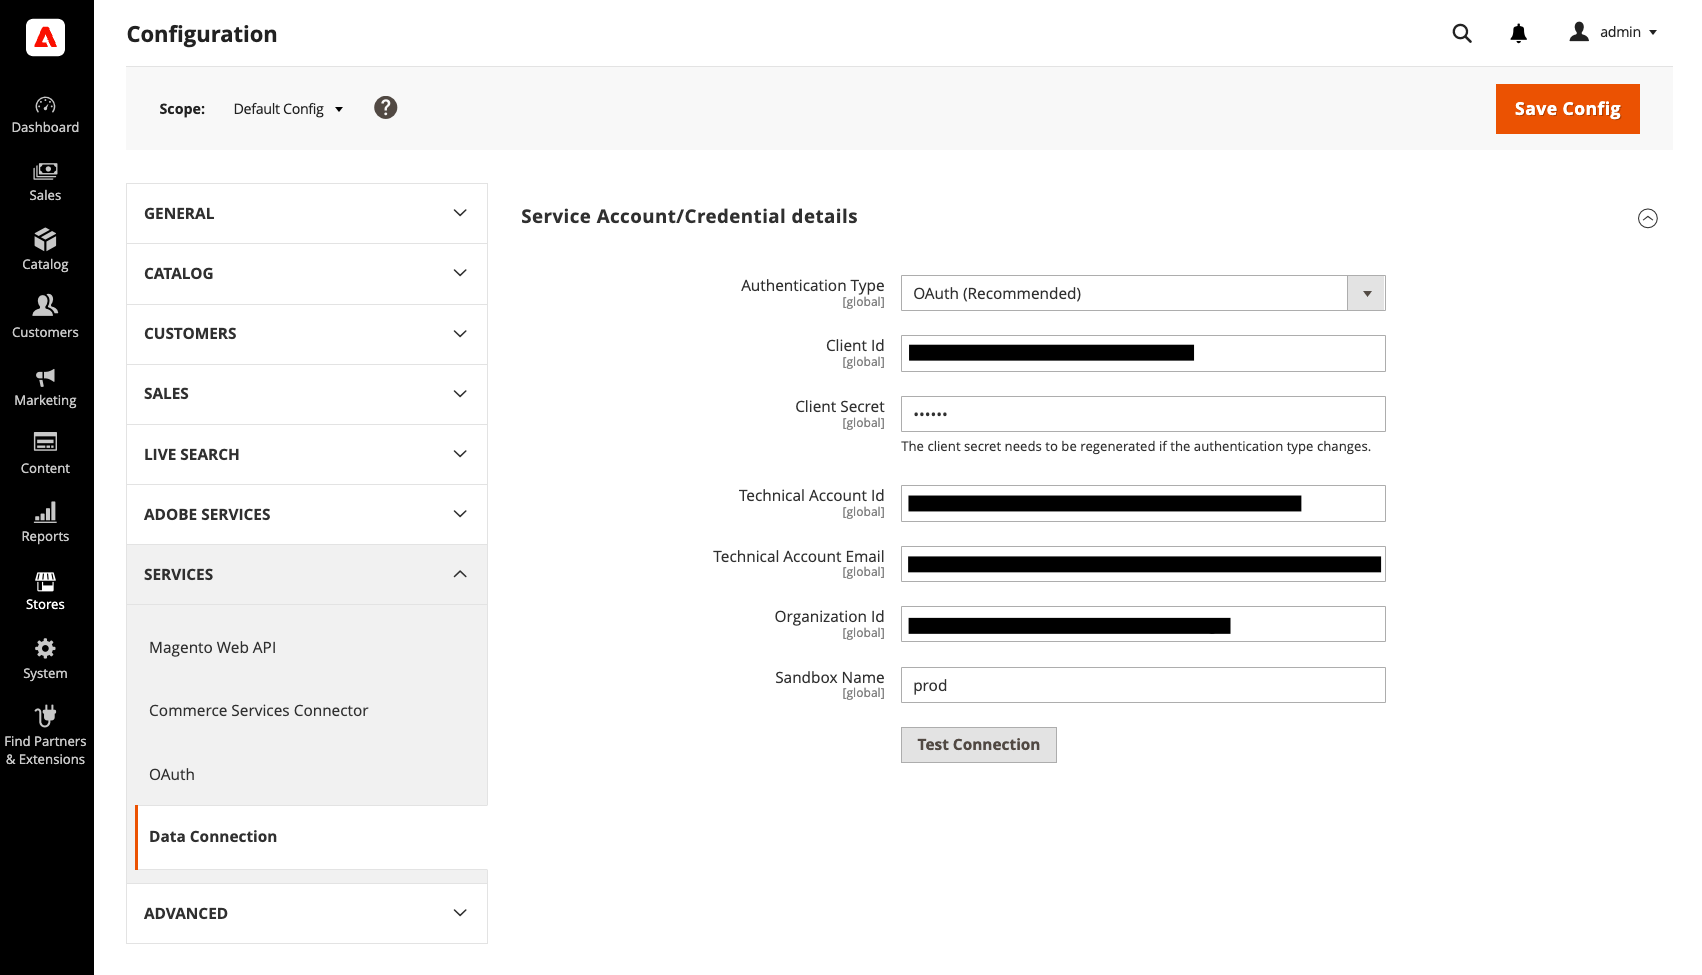 Configuration
admin
Scope:
Default Config
?
Save Config
Dashboard
Sales
Catalog
Customers
Marketing
Content
Reports
Stores
System
Find Partners
& Extensions
GENERAL
CATALOG
CUSTOMERS
SALES
LIVE SEARCH
ADOBE SERVICES
SERVICES
Magento Web API
Commerce Services Connector
OAuth
Data Connection
ADVANCED
Service Account/Credential details
Authentication Type
[global]
OAuth (Recommended)
Client Id
[global]
Client Secret
[global]
••••••
The client secret needs to be regenerated if the authentication type changes.
Technical Account Id
[global]
Technical Account Email
[global]
Organization Id
[global]
Sandbox Name
[global]
prod
Test Connection